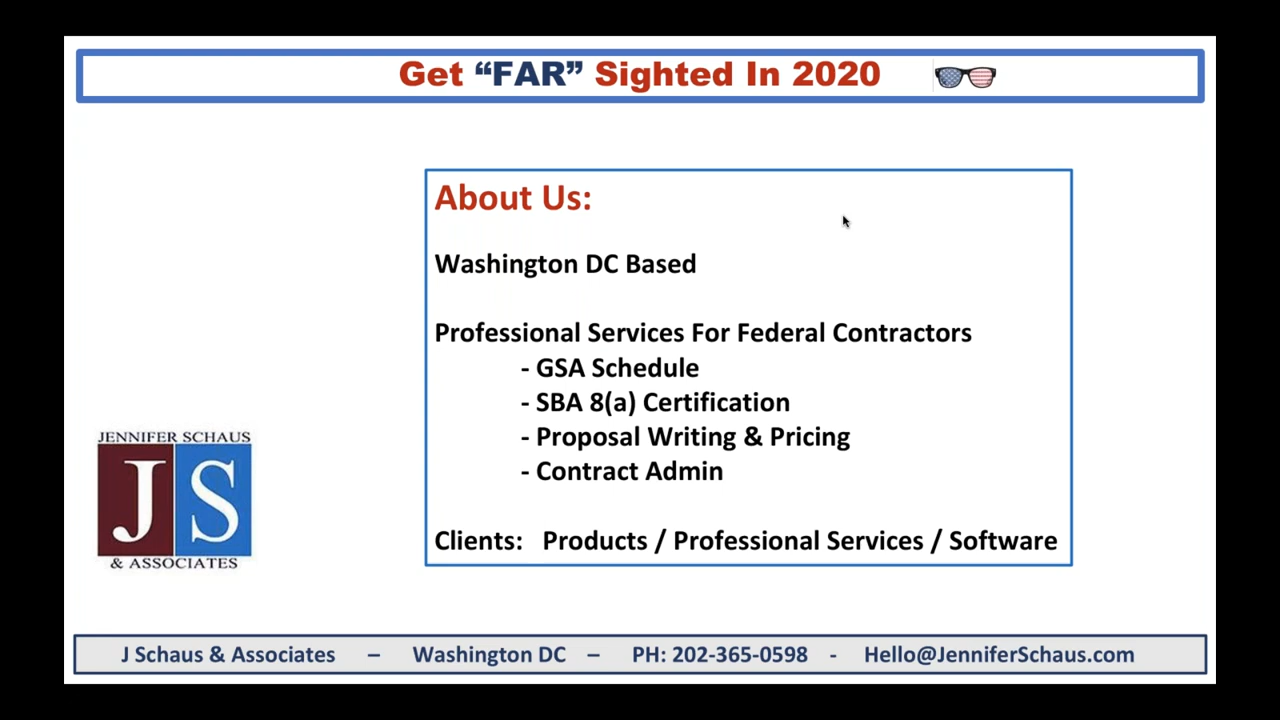 Get “FAR” Sighted In 2020
About Us:
Washington DC Based
Professional Services For Federal Contractors
- GSA Schedule
- SBA 8(a) Certification
- Proposal Writing & Pricing
- Contract Admin
Clients: Products / Professional Services / Software
JENNIFER SCHAUS
JS
& ASSOCIATES
J Schaus & Associates – Washington DC – PH: 202-365-0598 - Hello@JenniferSchaus.com